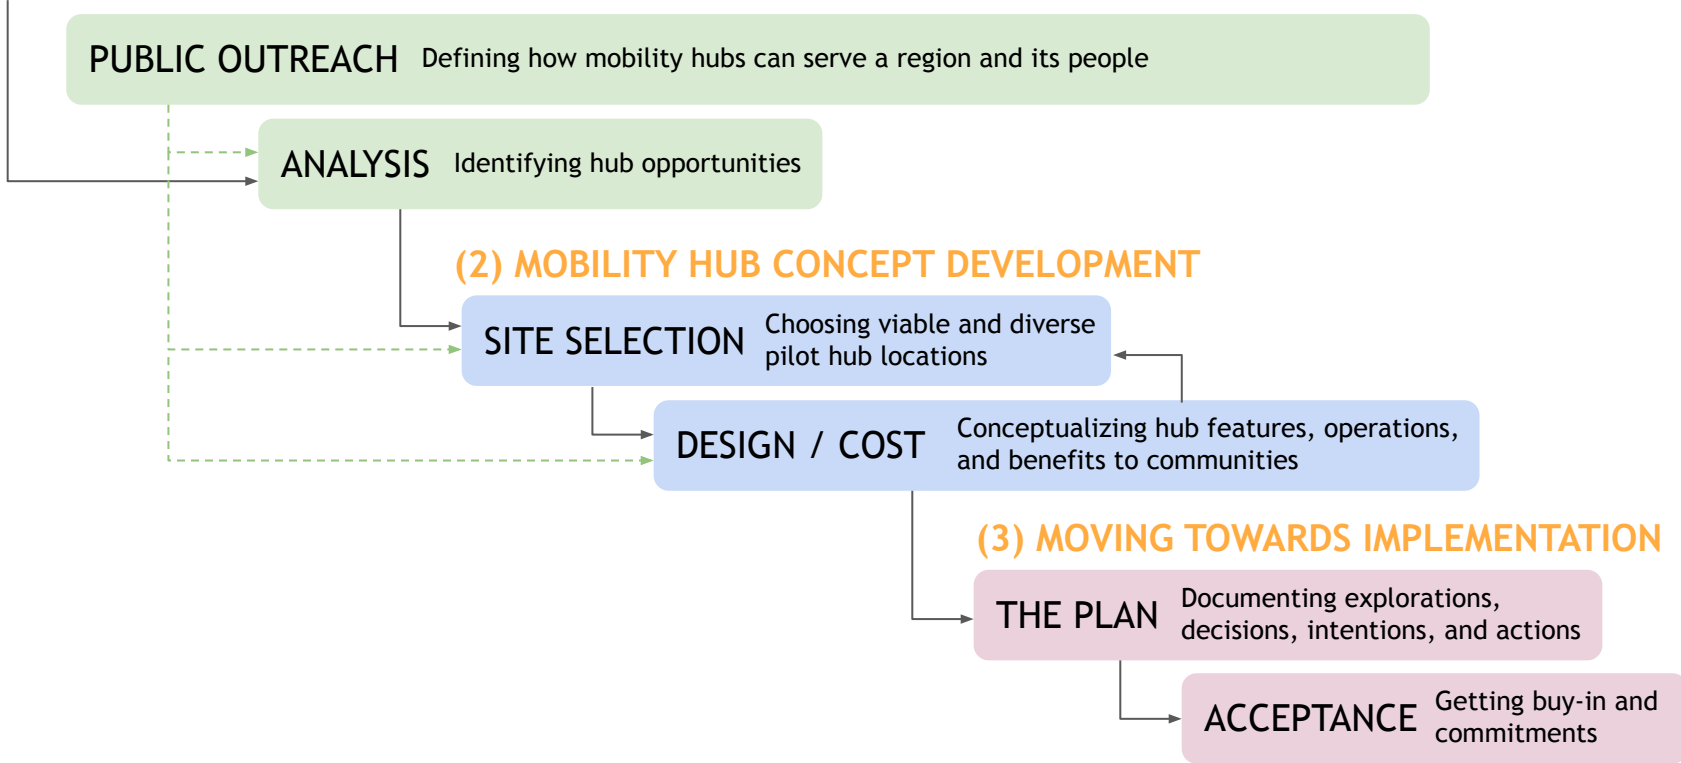 PUBLIC OUTREACH Defining how mobility hubs can serve a region and its people
ANALYSIS Identifying hub opportunities
(2) MOBILITY HUB CONCEPT DEVELOPMENT
SITE SELECTION
Choosing viable and diverse
pilot hub locations
DESIGN / COST
Conceptualizing hub features, operations,
and benefits to communities
(3) MOVING TOWARDS IMPLEMENTATION
THE PLAN
Documenting explorations,
decisions, intentions, and actions
ACCEPTANCE
Getting buy-in and
commitments